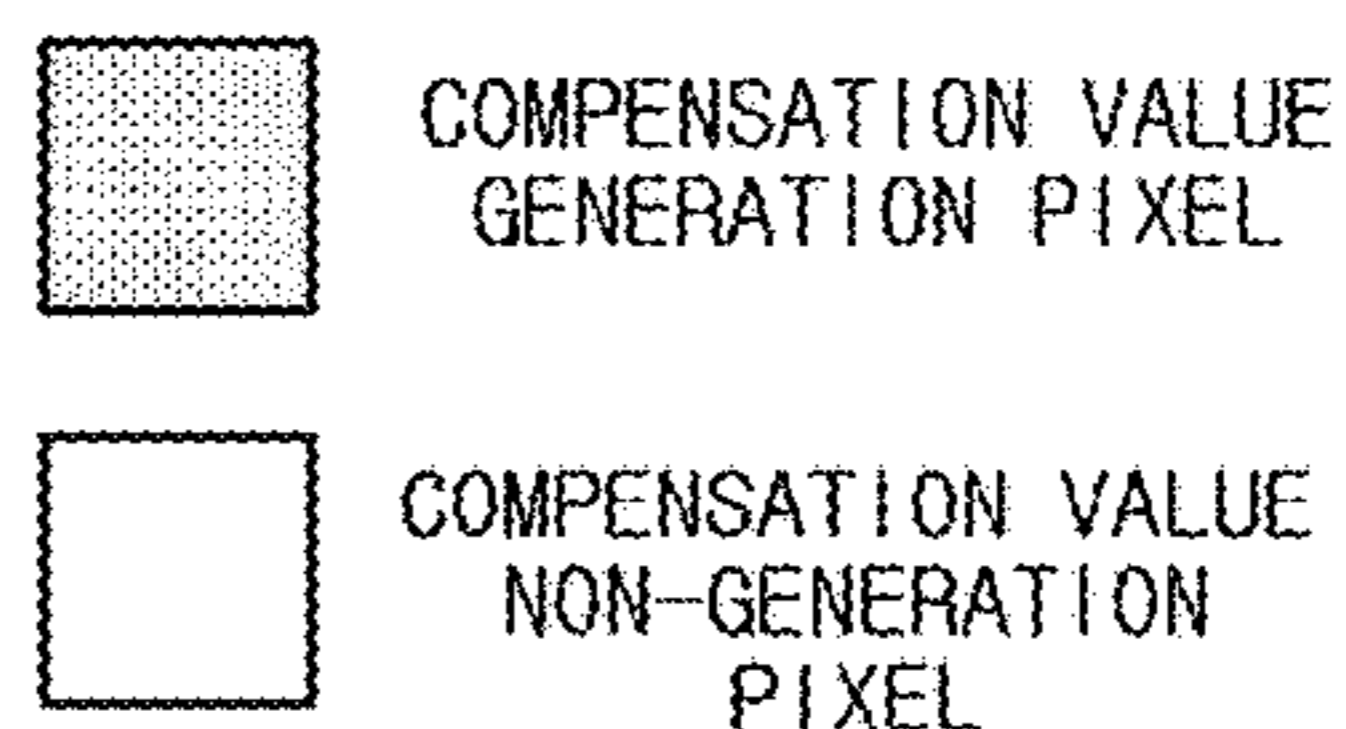 COMPENSATION VALUE
GENERATION PIXEL
COMPENSATION VALUE
NON-GENERATION
PIXEL